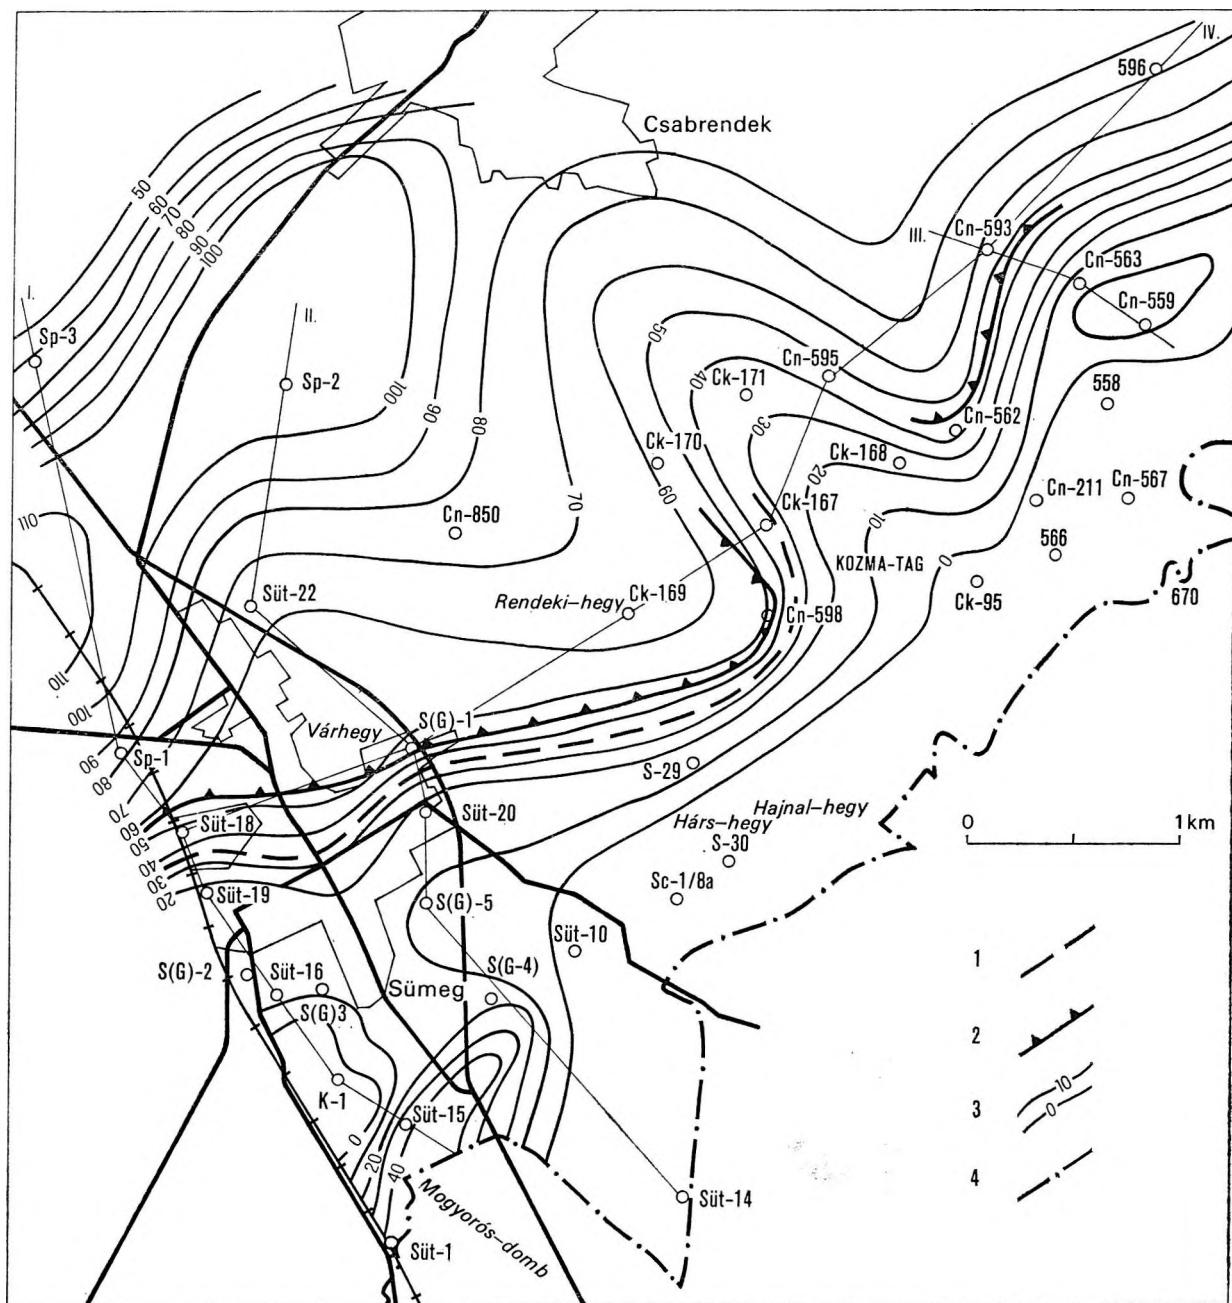 IV.
596
Csabrendek
50
60
70
80
90
100
III.
Cn-593
Cn-563
Cn-559
I.
II.
Sp-3
Sp-2
50
Cn-595
40
Ck-171
558
100
90
80
30
Cn-562
Ck-170
Ck-168
20
60
70
Cn-211
Cn-567
10
110
Cn-850
Ck-167
566
KOZMA-TAG
0
Ck-95
670
Süt-22
Rendeki-hegy
Ck-169
Cn-598
110
100
90
80
70
60
50
40
30
20
Várhegy
S(G)-1
Sp-1
S-29
Süt-18
Süt-20
Hajnal-hegy
Hárs-hegy
S-30
0
1km
Süt-19
S(G)-5
Sc-1/8a
Süt-10
1
S(G)-2
Süt-16
S(G-4)
Sümeg
S(G)3
2
K-1
Süt-15
10
0
3
0
20
40
4
Mogyorós-domb
Süt-14
Süt-1